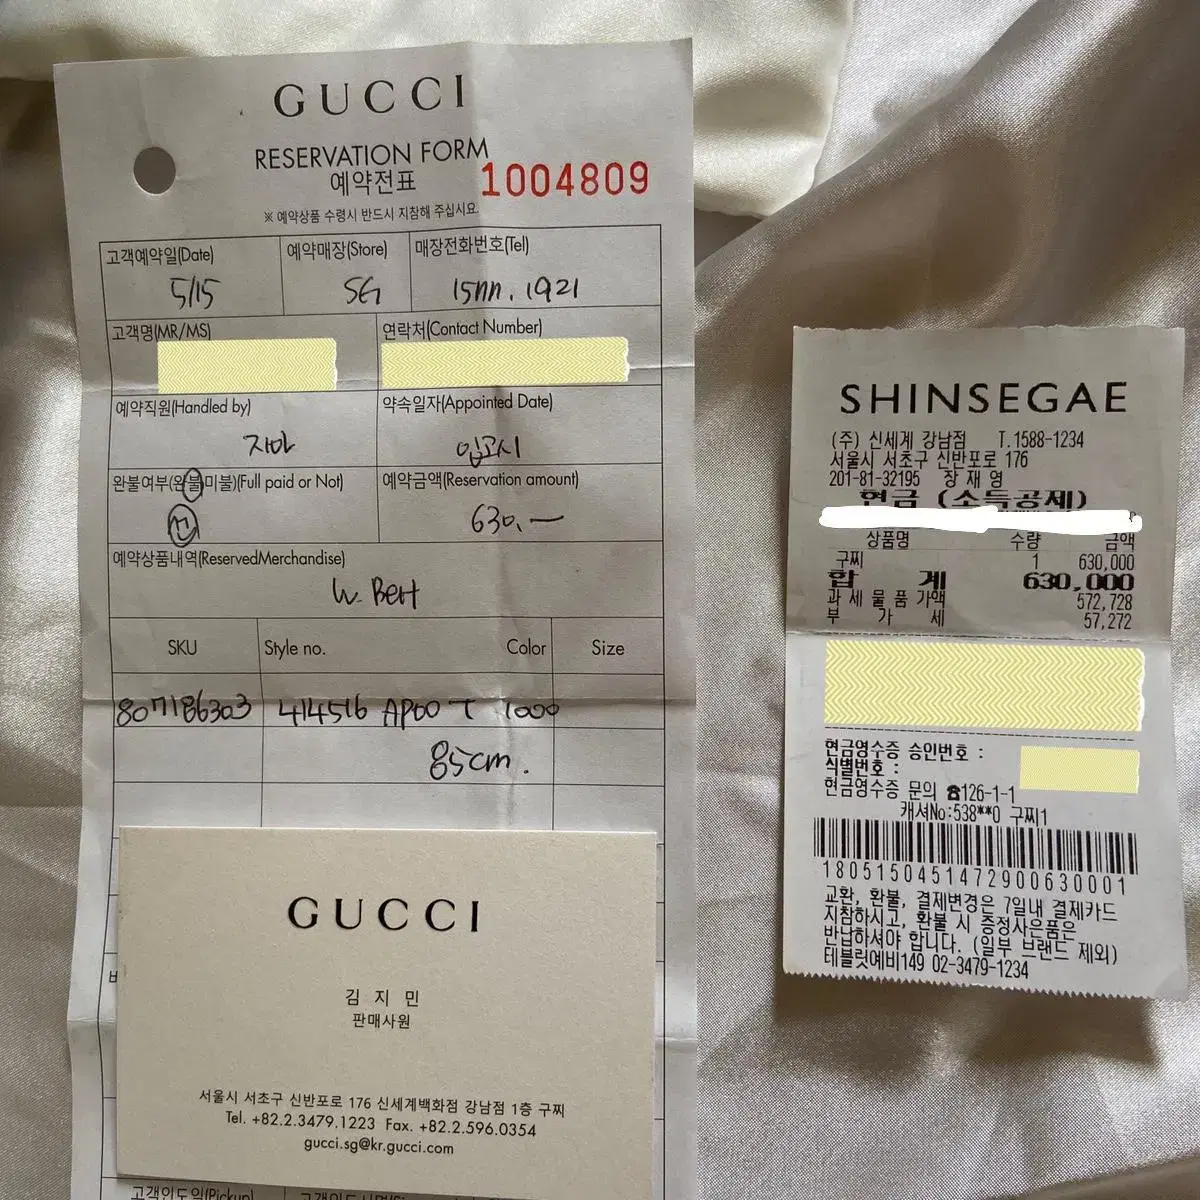 GUCCI
RESERVATION FORM
예약전표
1004809
※ 예약상품 수령시 반드시 지참해 주십시요.
고객예약일(Date) 예약매장(Store) 매장전화번호(Tel)
5/15 SG 1577. 1921
고객명(MR/MS) 연락처(Contact Number)
예약직원(Handled by) 약속일자(Appointed Date)
입고시
완불여부(완불미불)(Full paid or Not) 예약금액(Reservation amount)
630.—
예약상품내역(ReservedMerchandise)
W. Belt
SKU Style no. Color Size
807186303 414516 AP00 T 1000
85cm.
GUCCI
김 지 민
판매사원
서울시 서초구 신반포로 176 신세계백화점 강남점 1층 구찌
Tel. +82.2.3479.1223 Fax. +82.2.596.0354
gucci.sg@kr.gucci.com
고객인도일(Pickup)
SHINSEGAE
(주) 신세계 강남점 T.1588-1234
서울시 서초구 신반포로 176
201-81-32195 장 재 영
현금 (소득공제)
상품명 수량 금액
구찌 1 630,000
합 계 630,000
과 세 물 품 가액 572,728
부 가 세 57,272
현금영수증 승인번호 :
식별번호 :
현금영수증 문의 ☎126-1-1
캐셔No:538**0 구찌1
18051504514729006300​01
교환, 환불, 결제변경은 7일내 결제카드
지참하시고, 환불 시 증정사은품은
반납하셔야 합니다. (일부 브랜드 제외)
테블릿예비149 02-3479-1234